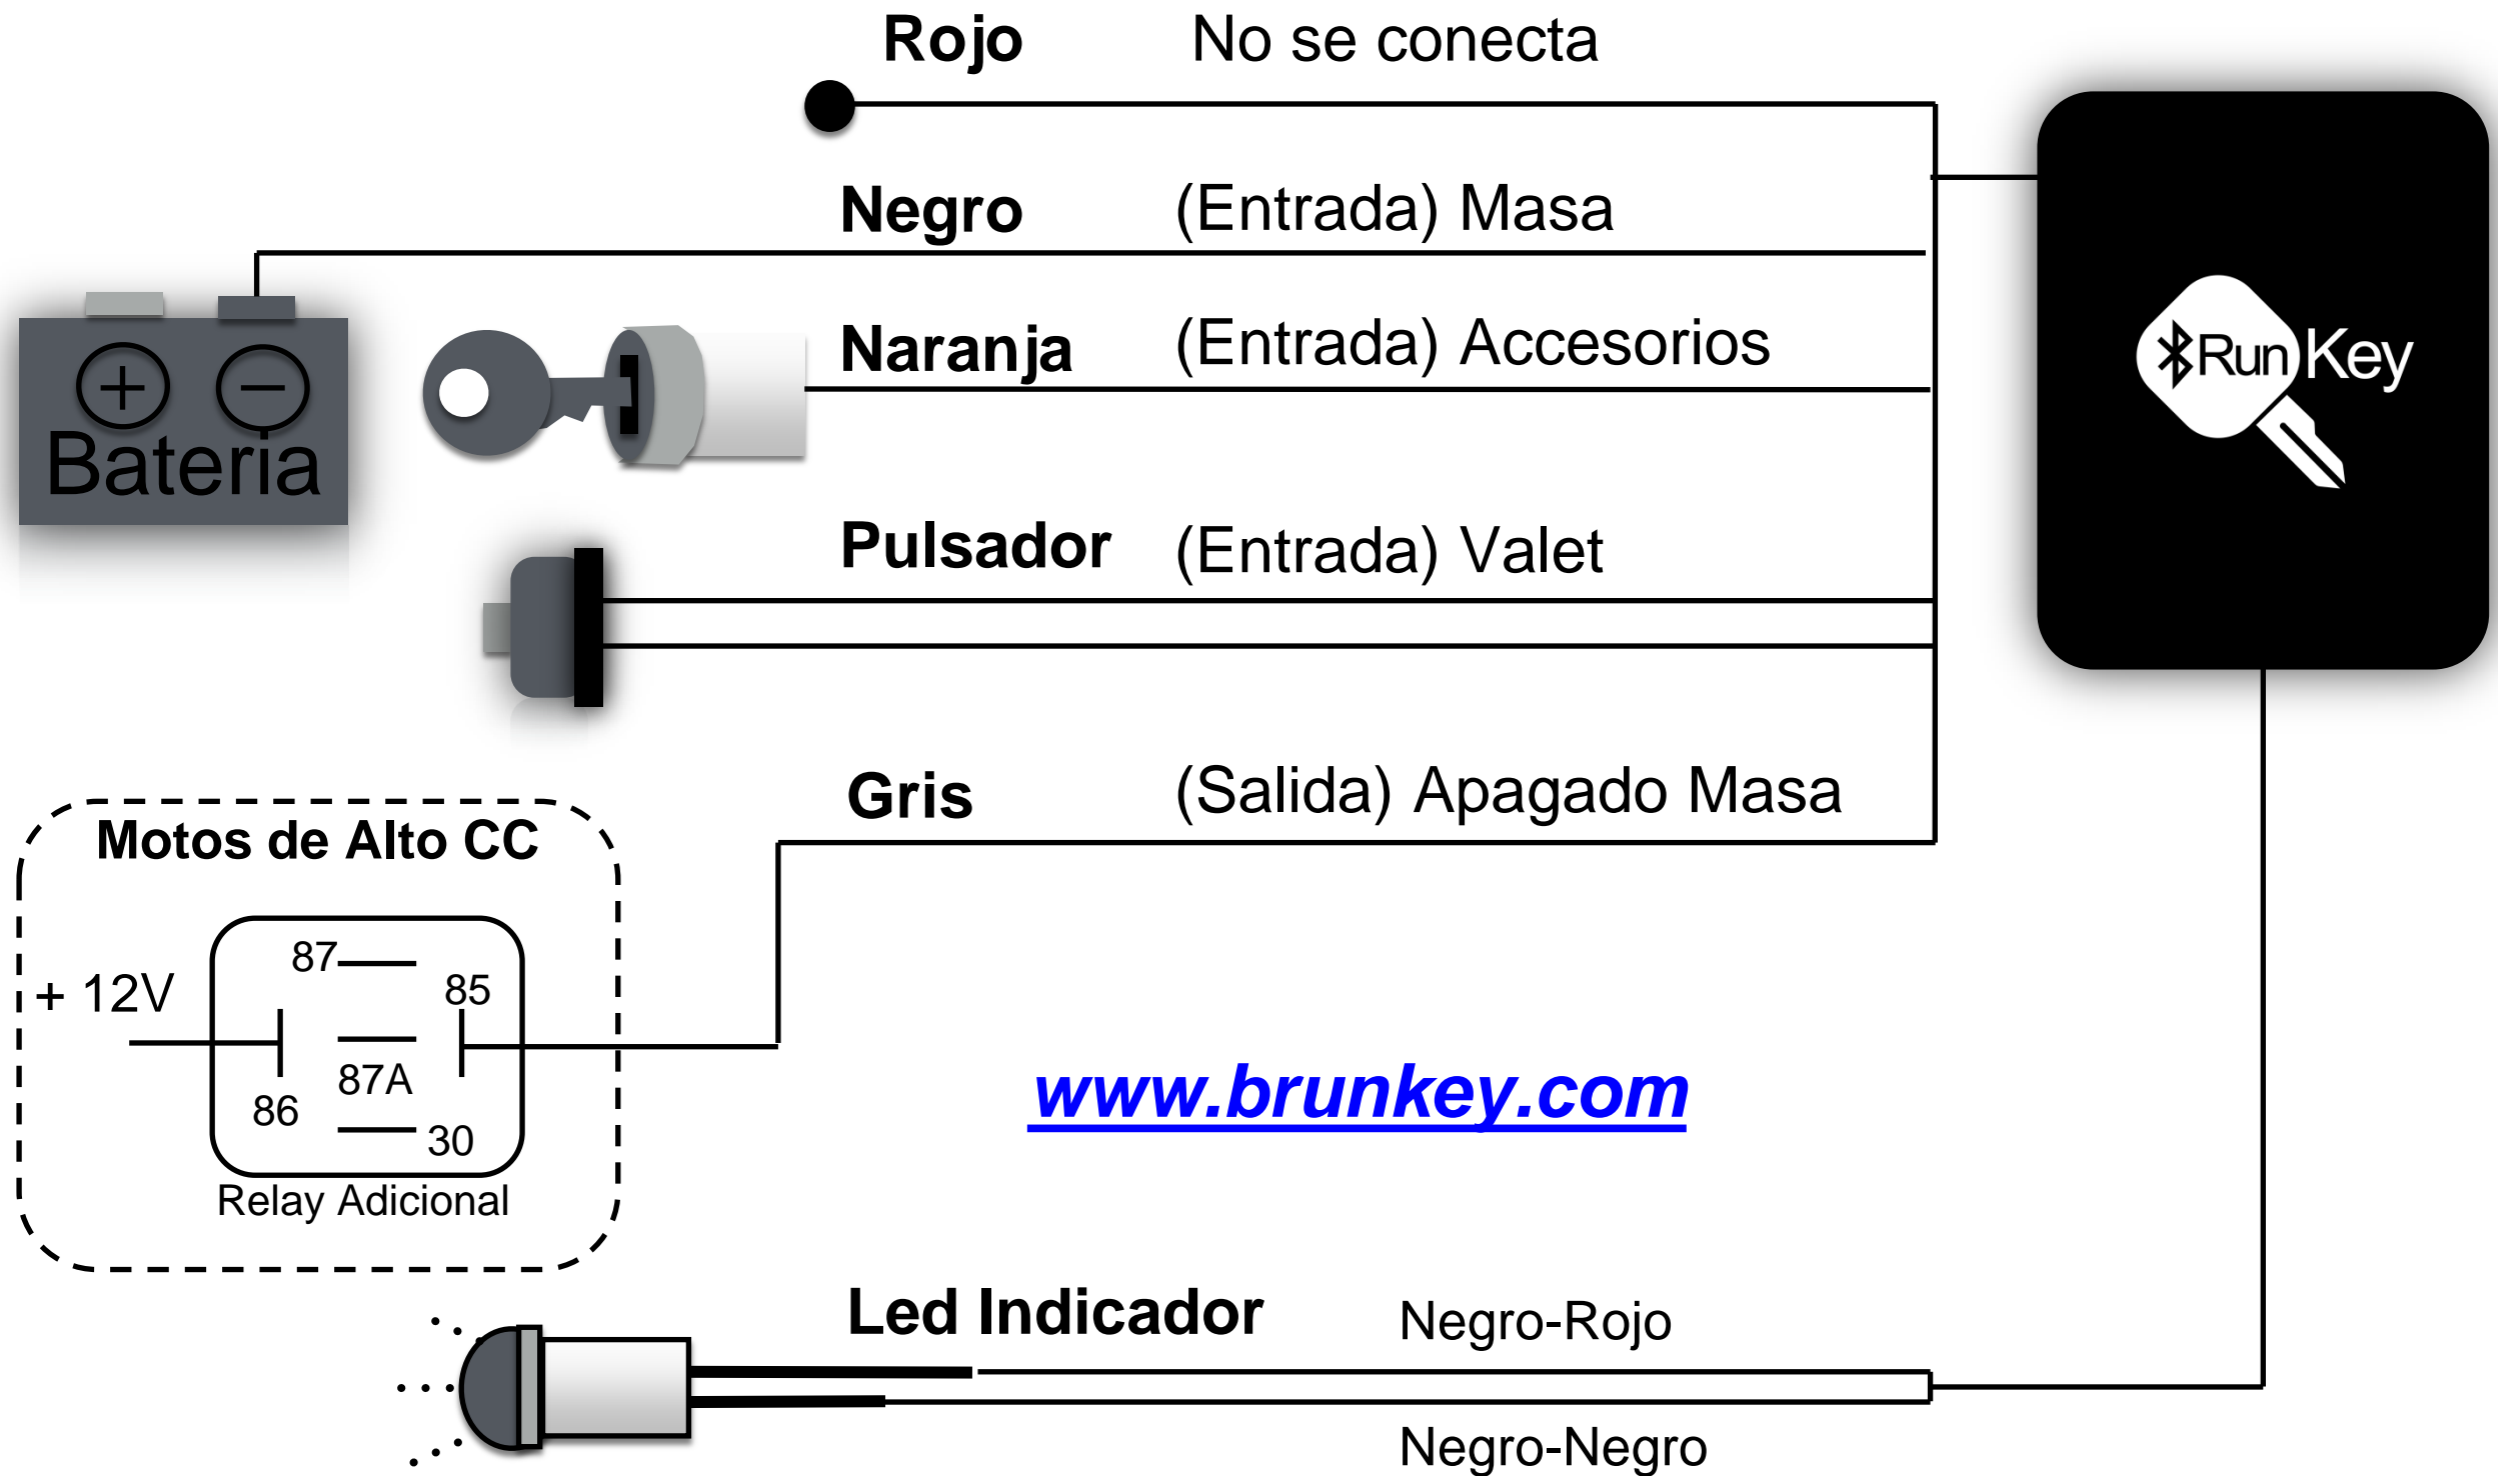 Rojo No se conecta
Negro (Entrada) Masa
Naranja (Entrada) Accesorios
Run Key
+ −
Bateria
Pulsador (Entrada) Valet
Gris (Salida) Apagado Masa
Motos de Alto CC
87
85
+ 12V
87A
86
30
Relay Adicional
www.brunkey.com
Led Indicador Negro-Rojo
Negro-Negro